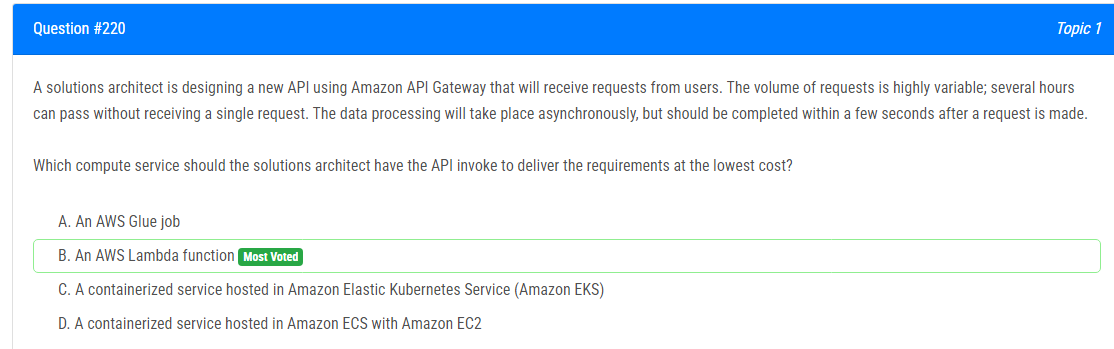 Question #220
Topic 1
A solutions architect is designing a new API using Amazon API Gateway that will receive requests from users. The volume of requests is highly variable; several hours
can pass without receiving a single request. The data processing will take place asynchronously, but should be completed within a few seconds after a request is made.
Which compute service should the solutions architect have the API invoke to deliver the requirements at the lowest cost?
A. An AWS Glue job
B. An AWS Lambda function Most Voted
C. A containerized service hosted in Amazon Elastic Kubernetes Service (Amazon EKS)
D. A containerized service hosted in Amazon ECS with Amazon EC2